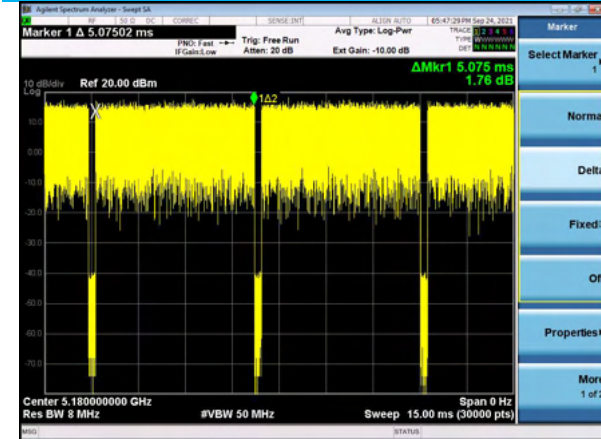 Agilent Spectrum Analyzer - Swept SA
RF 50 Ω DC CORREC SENSE:INT ALIGN AUTO 05:47:29 PM Sep 24, 2021
Marker 1 Δ 5.07502 ms
PNO: Fast
IFGain:Low
Trig: Free Run
Atten: 20 dB
Avg Type: Log-Pwr
Ext Gain: -10.00 dB
TRACE 1 2 3 4 5 6
TYPE
DET N N N N N N
ΔMkr1 5.075 ms
1.76 dB
10 dB/div Ref 20.00 dBm
Log
1Δ2
10.0
0.00
-10.0
-20.0
-30.0
-40.0
-50.0
-60.0
-70.0
Center 5.180000000 GHz
Span 0 Hz
Res BW 8 MHz
#VBW 50 MHz
Sweep 15.00 ms (30000 pts)
MSG
STATUS
Marker
Select Marker
1
Norma
Delta
Fixed
Of
Properties
More
1 of 2